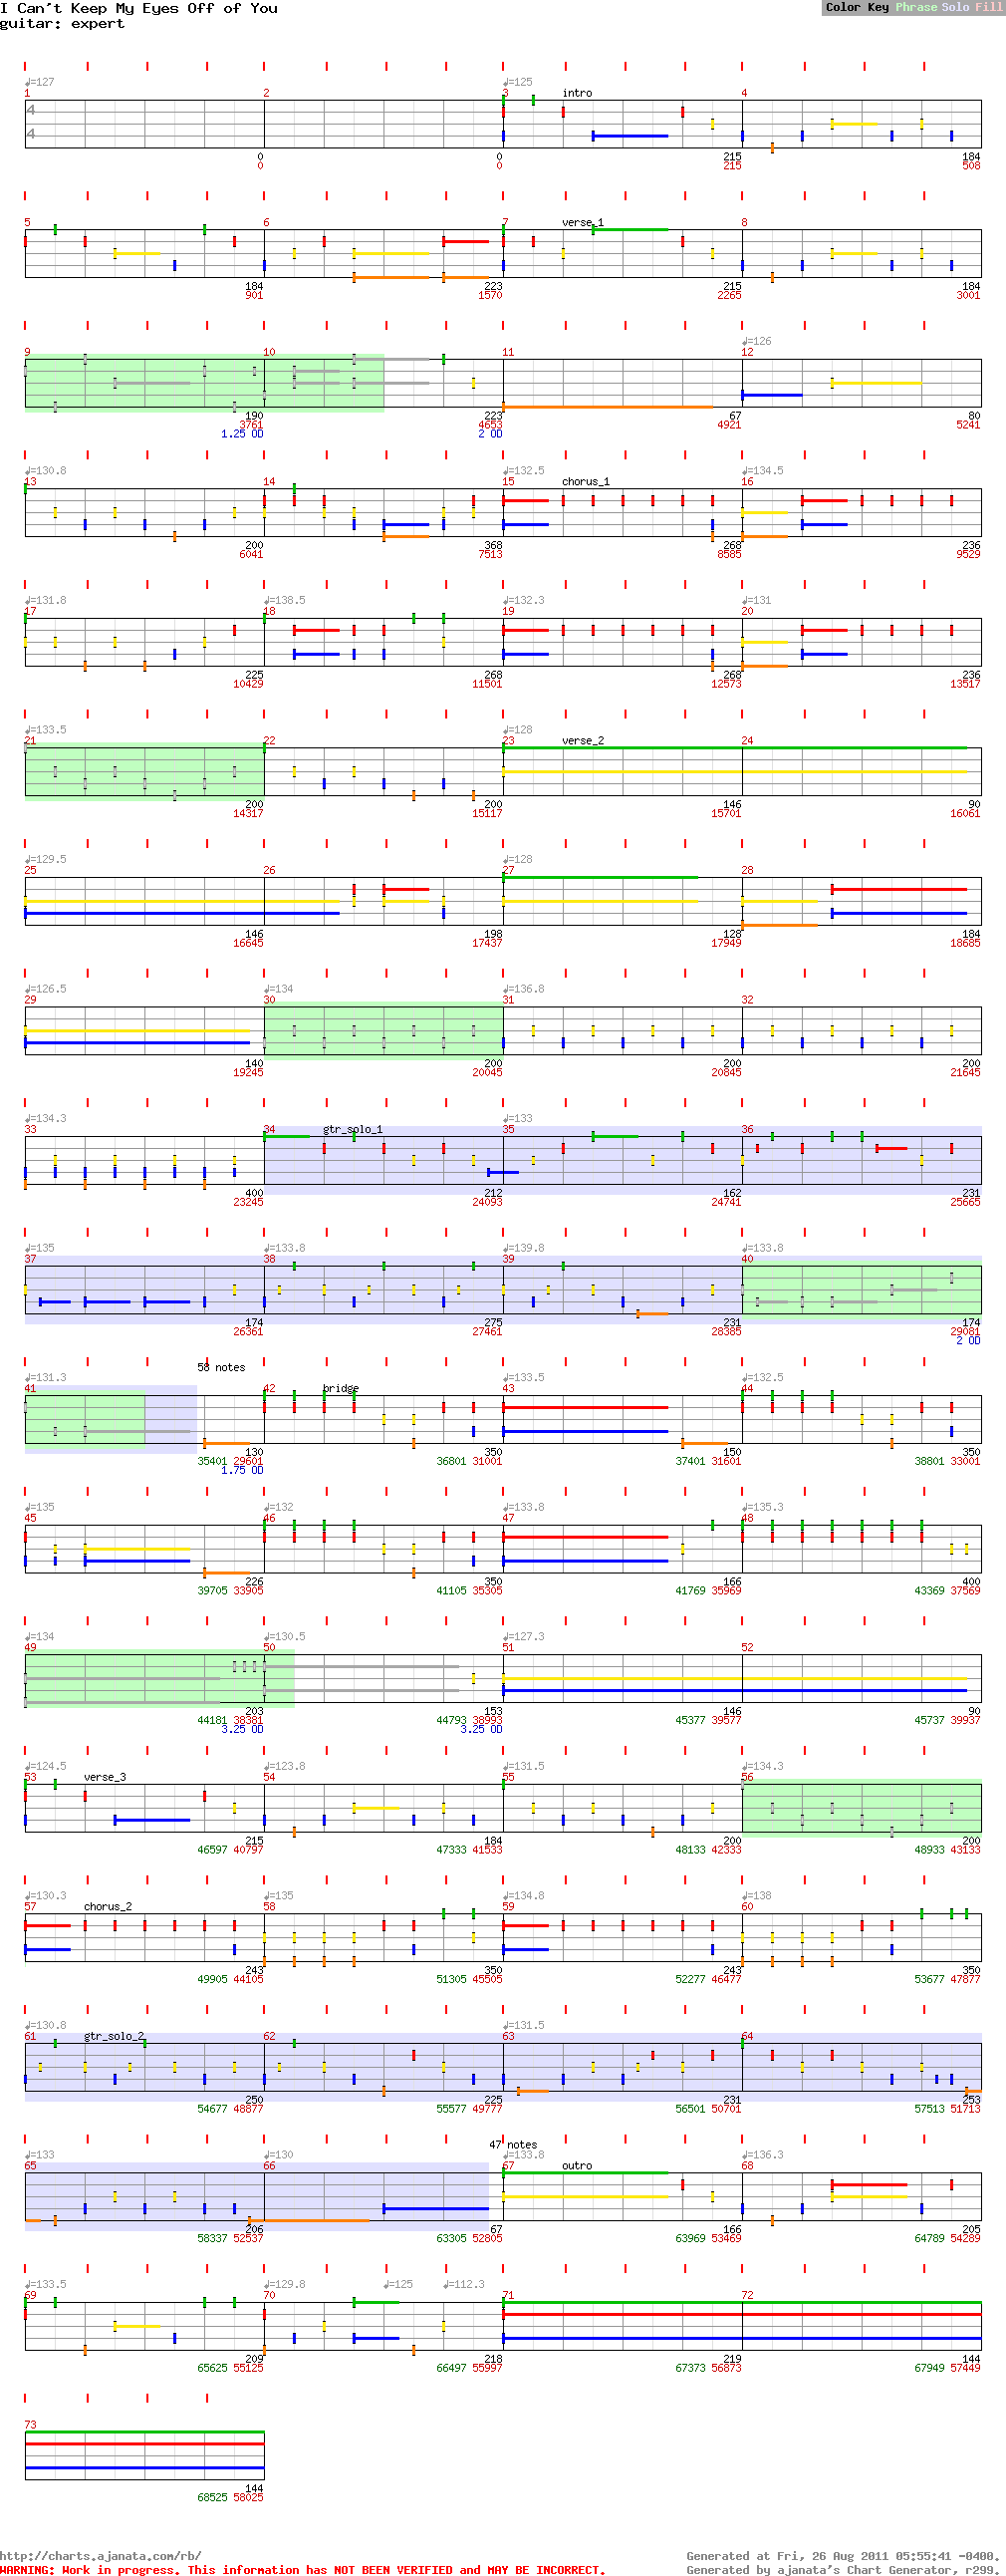 I Can't Keep My Eyes Off of You
Color Key Phrase Solo Fill
guitar: expert
♩=127 ♩=125
1 2 3 intro 4
4
4
0 0 215 184
0 0 215 508
5 6 7 verse_1 8
184 223 215 184
901 1570 2265 3001
♩=126
9 10 11 12
190 223 67 80
3761 4653 4921 5241
1.25 OD 2 OD
♩=130.8 ♩=132.5 ♩=134.5
13 14 15 chorus_1 16
200 368 268 236
6041 7513 8585 9529
♩=131.8 ♩=138.5 ♩=132.3 ♩=131
17 18 19 20
225 268 268 236
10429 11501 12573 13517
♩=133.5 ♩=128
21 22 23 verse_2 24
200 200 146 90
14317 15117 15701 16061
♩=129.5 ♩=128
25 26 27 28
146 198 128 184
16645 17437 17949 18685
♩=126.5 ♩=134 ♩=136.8
29 30 31 32
140 200 200 200
19245 20045 20845 21645
♩=134.3 ♩=133
33 34 gtr_solo_1 35 36
400 212 162 231
23245 24093 24741 25665
♩=135 ♩=133.8 ♩=139.8 ♩=133.8
37 38 39 40
174 275 231 174
26361 27461 28385 29081
2 OD
58 notes
♩=131.3 ♩=133.5 ♩=132.5
41 42 bridge 43 44
130 350 150 350
35401 29601 36801 31001 37401 31601 38801 33001
1.75 OD
♩=135 ♩=132 ♩=133.8 ♩=135.3
45 46 47 48
226 350 166 400
39705 33905 41105 35305 41769 35969 43369 37569
♩=134 ♩=130.5 ♩=127.3
49 50 51 52
203 153 146 90
44181 38381 44793 38993 45377 39577 45737 39937
3.25 OD 3.25 OD
♩=124.5 ♩=123.8 ♩=131.5 ♩=134.3
53 verse_3 54 55 56
215 184 200 200
46597 40797 47333 41533 48133 42333 48933 43133
♩=130.3 ♩=135 ♩=134.8 ♩=138
57 chorus_2 58 59 60
243 350 243 350
49905 44105 51305 45505 52277 46477 53677 47877
♩=130.8 ♩=131.5
61 gtr_solo_2 62 63 64
250 225 231 253
54677 48877 55577 49777 56501 50701 57513 51713
47 notes
♩=133 ♩=130 ♩=133.8 ♩=136.3
65 66 67 outro 68
206 67 166 205
58337 52537 63305 52805 63969 53469 64789 54289
♩=133.5 ♩=129.8 ♩=125 ♩=112.3
69 70 71 72
209 218 219 144
65625 55125 66497 55997 67373 56873 67949 57449
73
144
68525 58025
http://charts.ajanata.com/rb/ Generated at Fri, 26 Aug 2011 05:55:41 -0400.
WARNING: Work in progress. This information has NOT BEEN VERIFIED and MAY BE INCORRECT. Generated by ajanata's Chart Generator, r299.